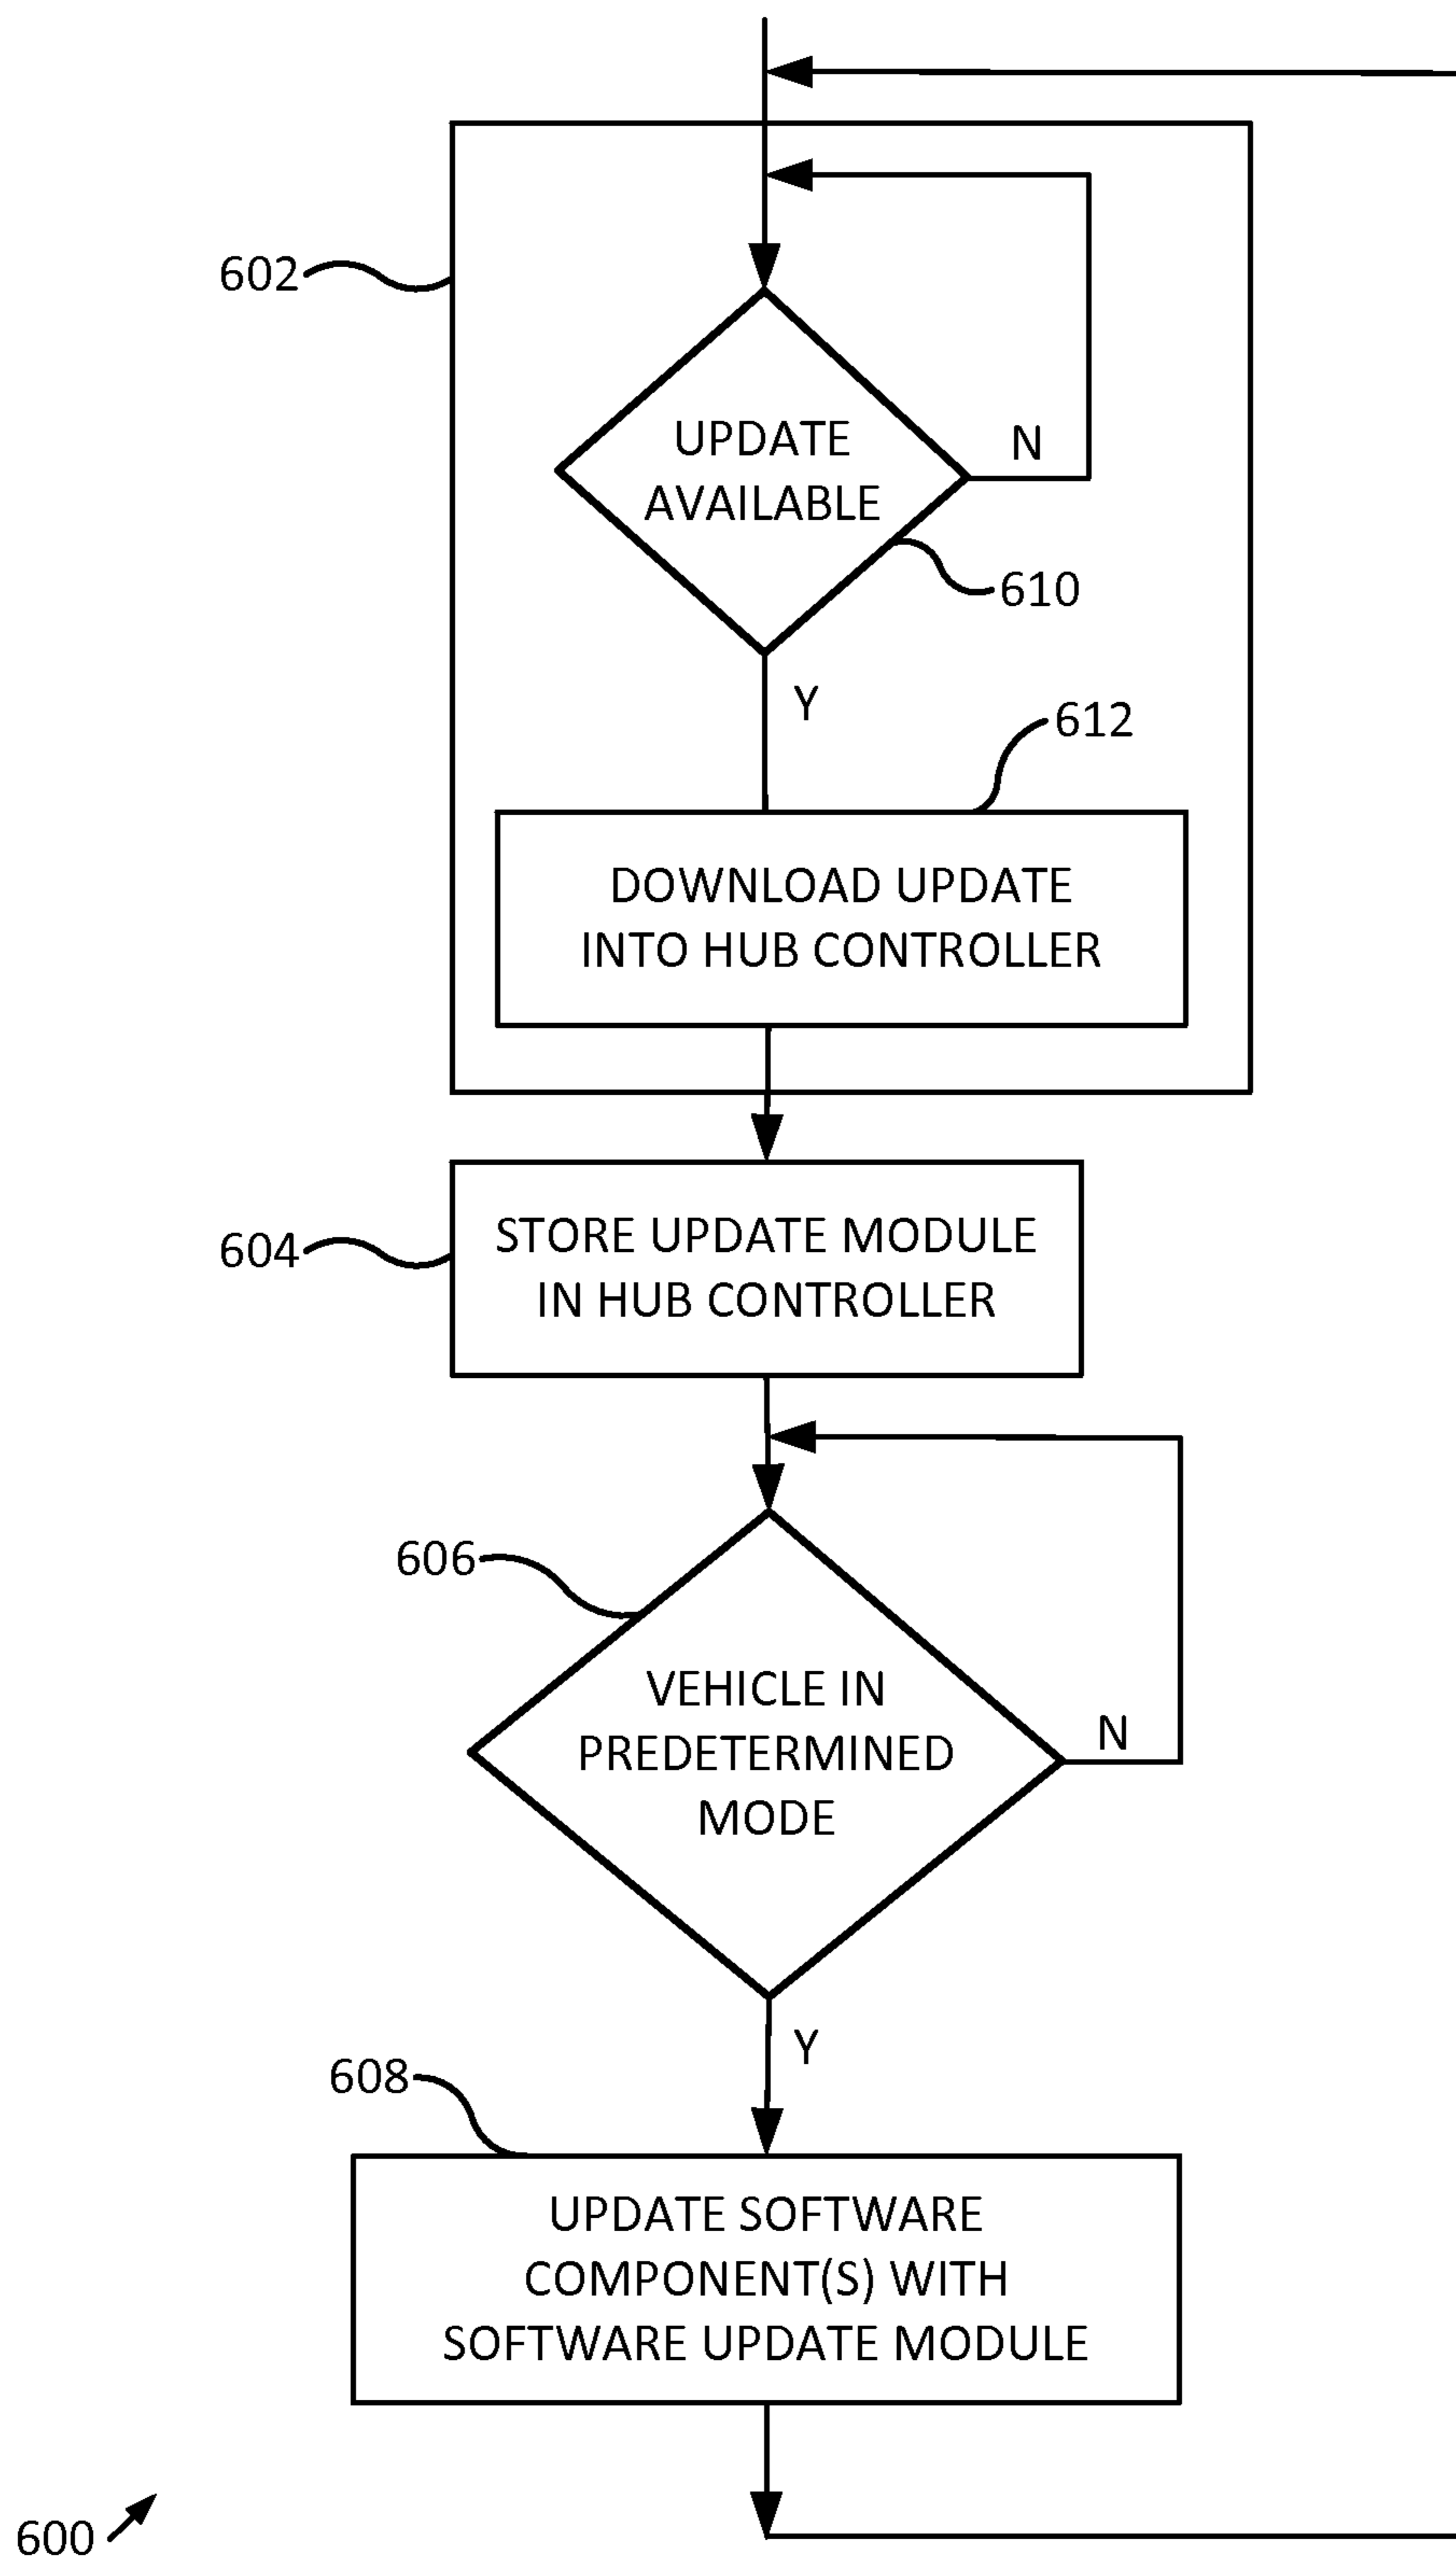 602
UPDATE
AVAILABLE
N
610
Y
612
DOWNLOAD UPDATE
INTO HUB CONTROLLER
604
STORE UPDATE MODULE
IN HUB CONTROLLER
606
VEHICLE IN
PREDETERMINED
MODE
N
Y
608
UPDATE SOFTWARE
COMPONENT(S) WITH
SOFTWARE UPDATE MODULE
600